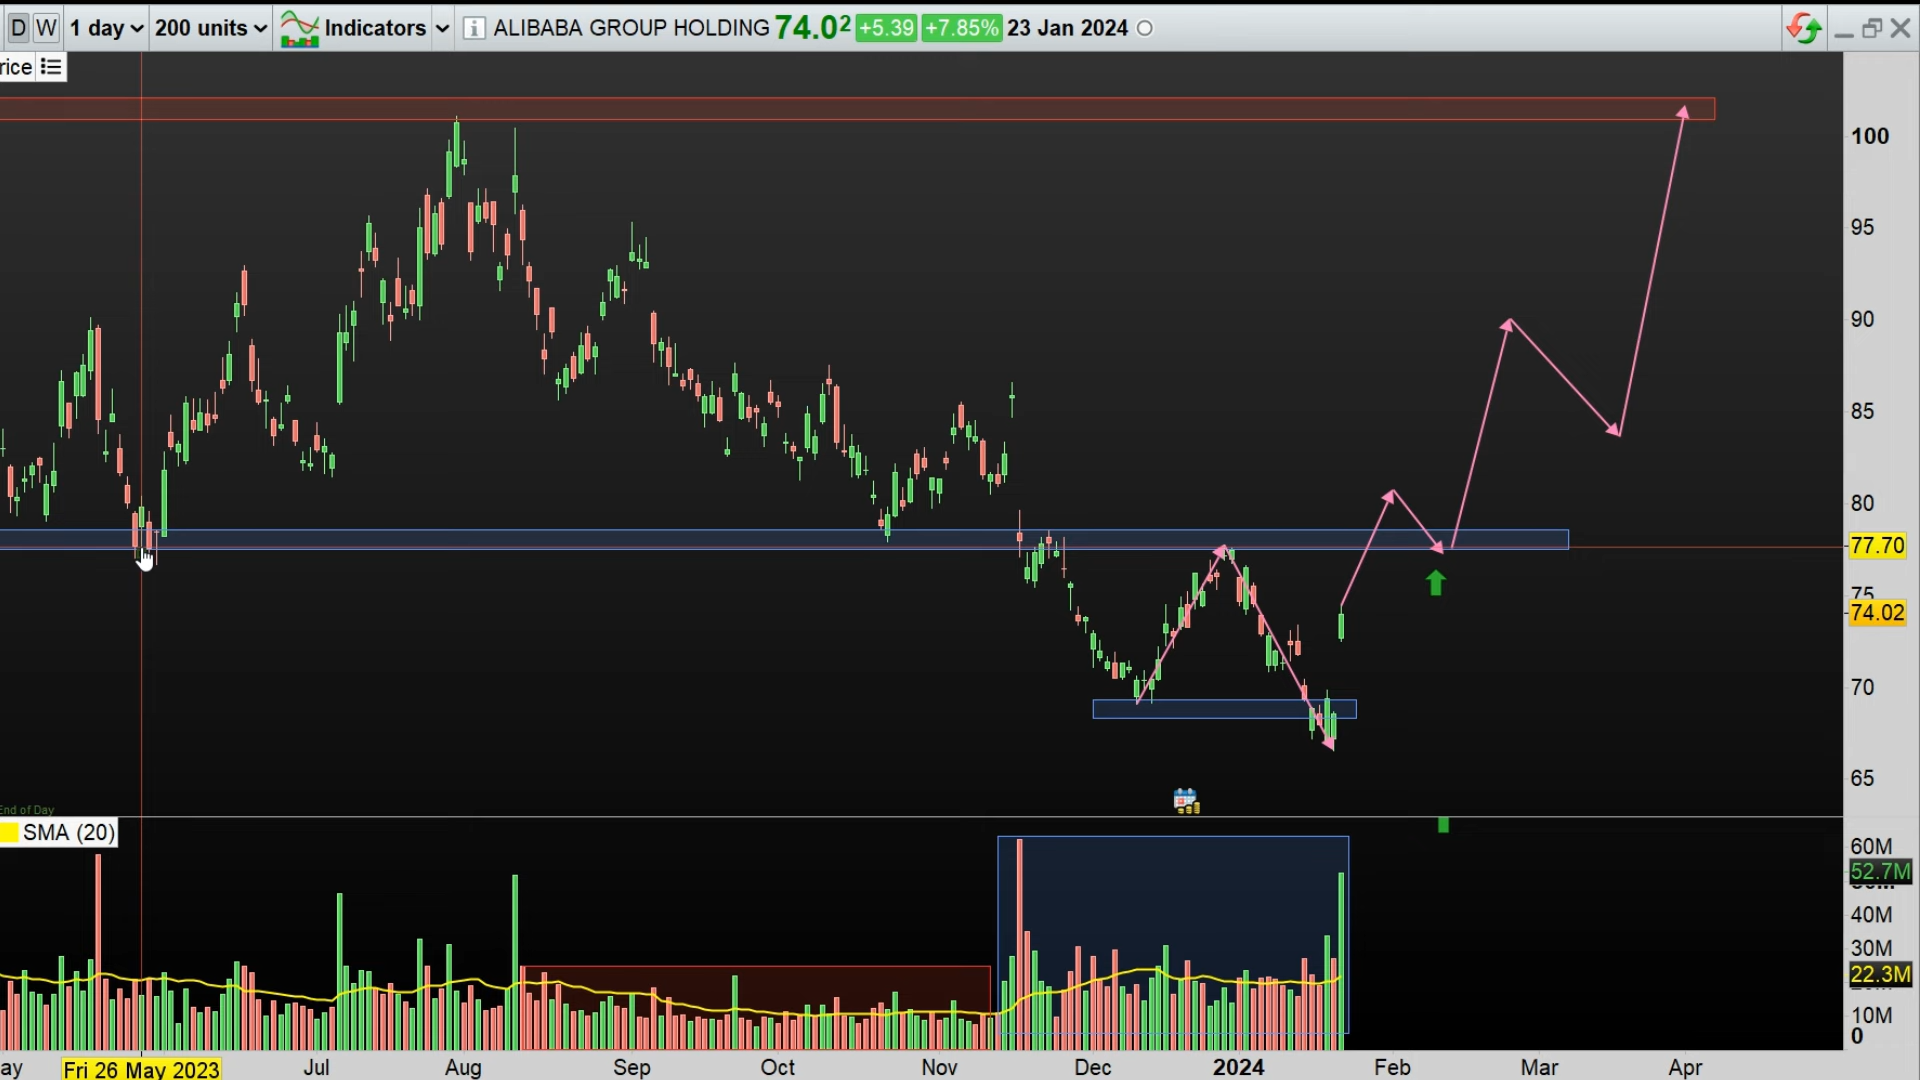 D W 1 day 200 units Indicators i ALIBABA GROUP HOLDING 74.02 +5.39 +7.85% 23 Jan 2024
rice
100
95
90
85
80
77.70
75
74.02
70
65
End of Day
SMA (20)
60M
52.7M
40M
30M
22.3M
10M
0
ay Fri 26 May 2023 Jul Aug Sep Oct Nov Dec 2024 Feb Mar Apr